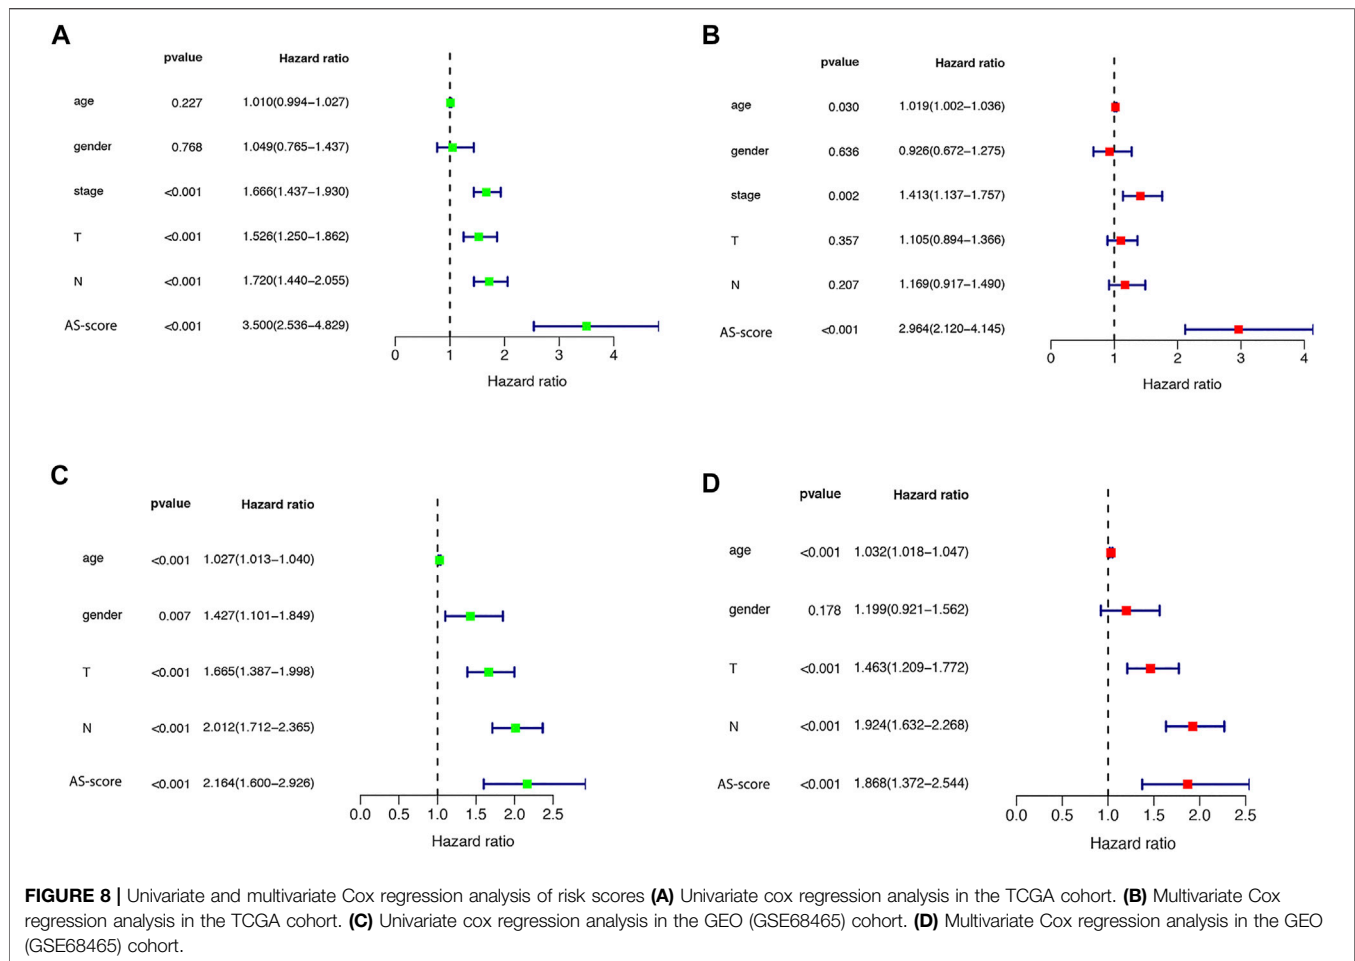 A
pvalue Hazard ratio
age 0.227 1.010(0.994−1.027)
gender 0.768 1.049(0.765−1.437)
stage <0.001 1.666(1.437−1.930)
T <0.001 1.526(1.250−1.862)
N <0.001 1.720(1.440−2.055)
AS-score <0.001 3.500(2.536−4.829)
0 1 2 3 4
Hazard ratio
B
pvalue Hazard ratio
age 0.030 1.019(1.002−1.036)
gender 0.636 0.926(0.672−1.275)
stage 0.002 1.413(1.137−1.757)
T 0.357 1.105(0.894−1.366)
N 0.207 1.169(0.917−1.490)
AS-score <0.001 2.964(2.120−4.145)
0 1 2 3 4
Hazard ratio
C
pvalue Hazard ratio
age <0.001 1.027(1.013−1.040)
gender 0.007 1.427(1.101−1.849)
T <0.001 1.665(1.387−1.998)
N <0.001 2.012(1.712−2.365)
AS-score <0.001 2.164(1.600−2.926)
0.0 0.5 1.0 1.5 2.0 2.5
Hazard ratio
D
pvalue Hazard ratio
age <0.001 1.032(1.018−1.047)
gender 0.178 1.199(0.921−1.562)
T <0.001 1.463(1.209−1.772)
N <0.001 1.924(1.632−2.268)
AS-score <0.001 1.868(1.372−2.544)
0.0 0.5 1.0 1.5 2.0 2.5
Hazard ratio
FIGURE 8 | Univariate and multivariate Cox regression analysis of risk scores (A) Univariate cox regression analysis in the TCGA cohort. (B) Multivariate Cox
regression analysis in the TCGA cohort. (C) Univariate cox regression analysis in the GEO (GSE68465) cohort. (D) Multivariate Cox regression analysis in the GEO
(GSE68465) cohort.